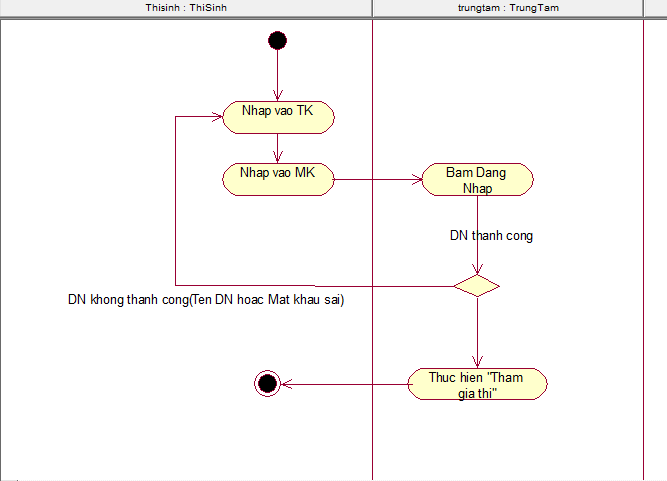 Thisinh : ThiSinh
trungtam : TrungTam
Nhap vao TK
Nhap vao MK
Bam Dang
Nhap
DN thanh cong
DN khong thanh cong(Ten DN hoac Mat khau sai)
Thuc hien "Tham
gia thi"